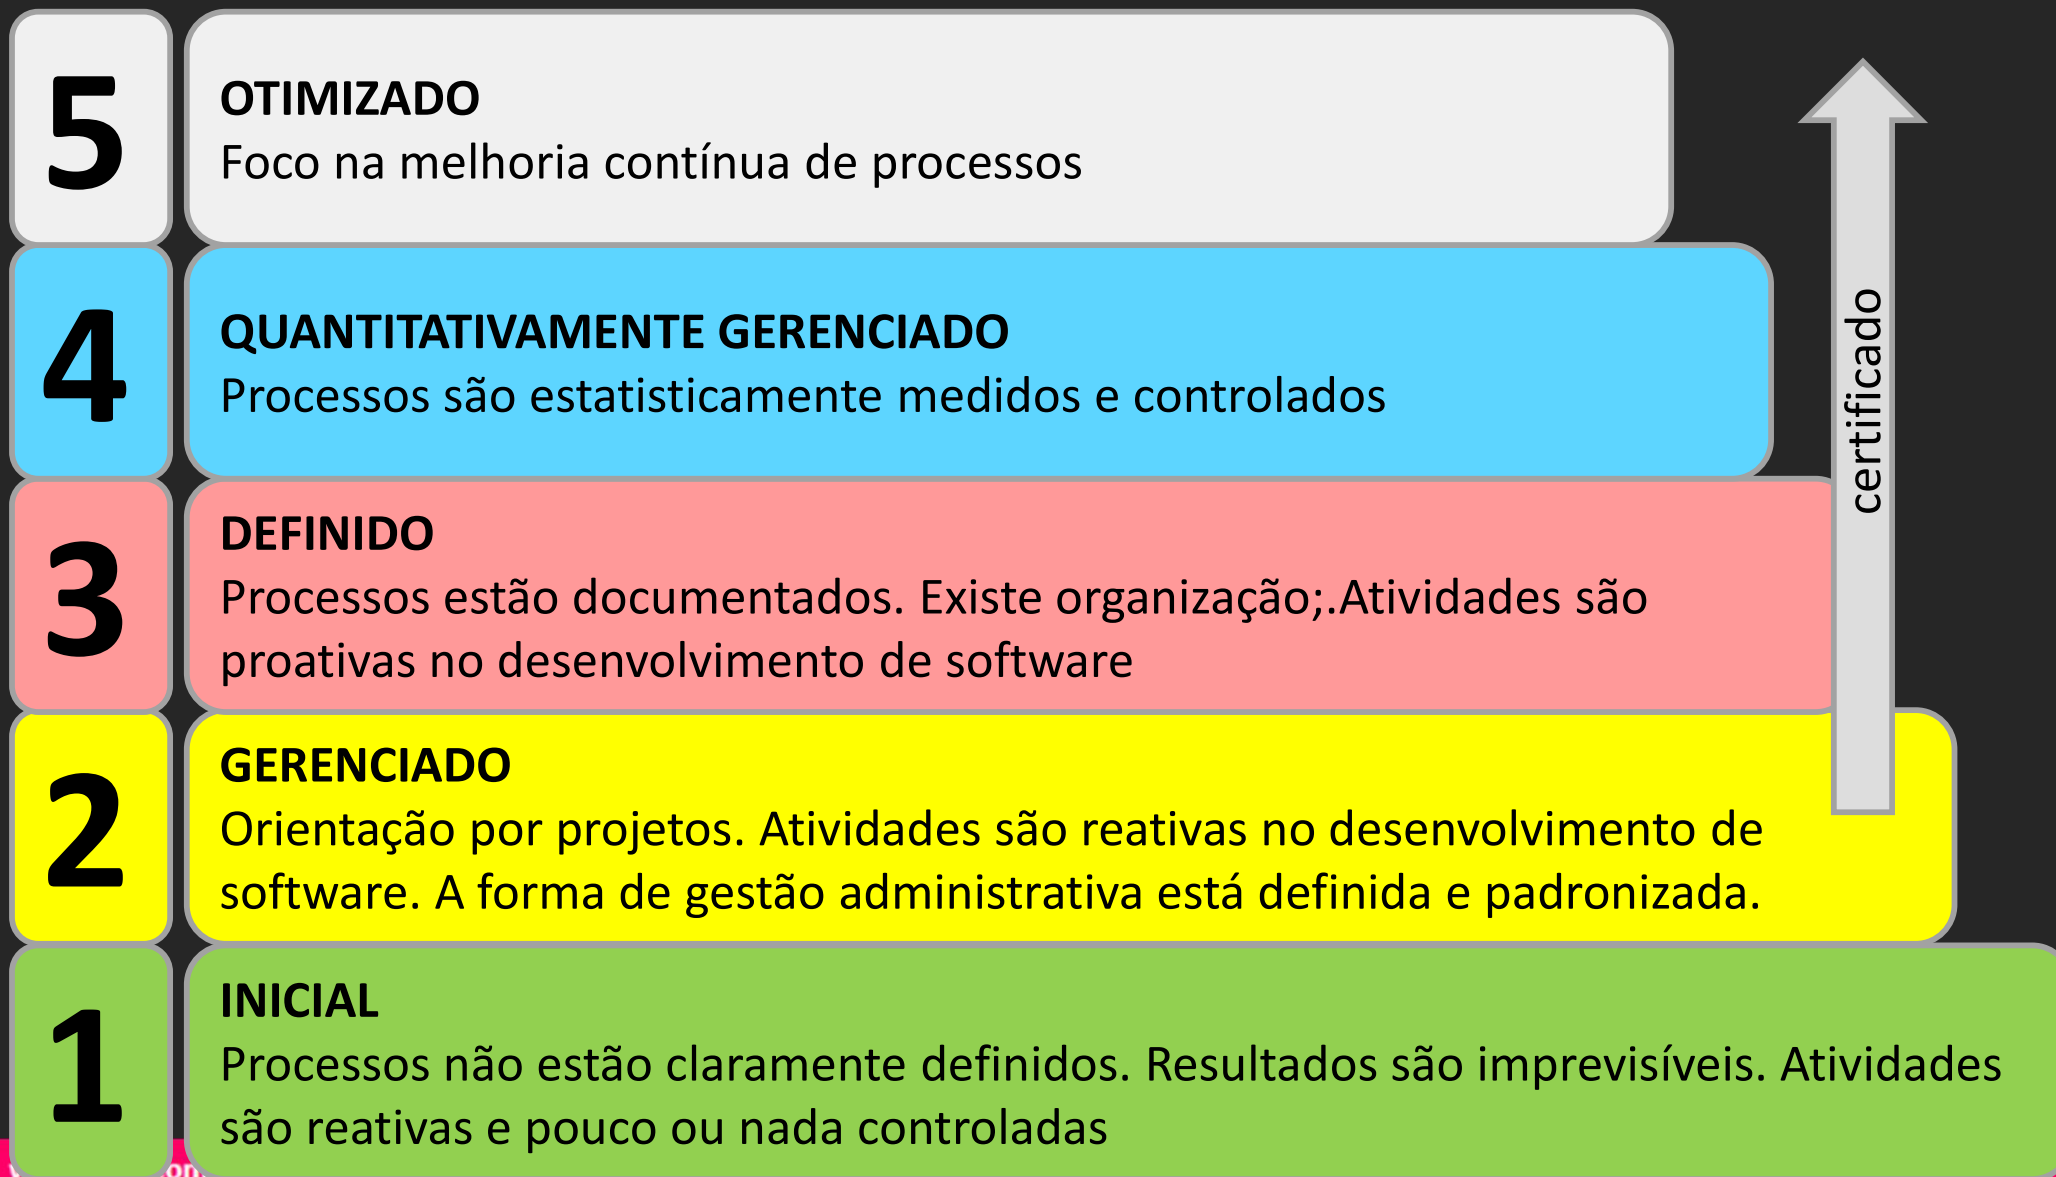 5
OTIMIZADO
Foco na melhoria contínua de processos
4
QUANTITATIVAMENTE GERENCIADO
Processos são estatisticamente medidos e controlados
3
DEFINIDO
Processos estão documentados. Existe organização;.Atividades são
proativas no desenvolvimento de software
2
GERENCIADO
Orientação por projetos. Atividades são reativas no desenvolvimento de
software. A forma de gestão administrativa está definida e padronizada.
1
INICIAL
Processos não estão claramente definidos. Resultados são imprevisíveis. Atividades
são reativas e pouco ou nada controladas
certificado